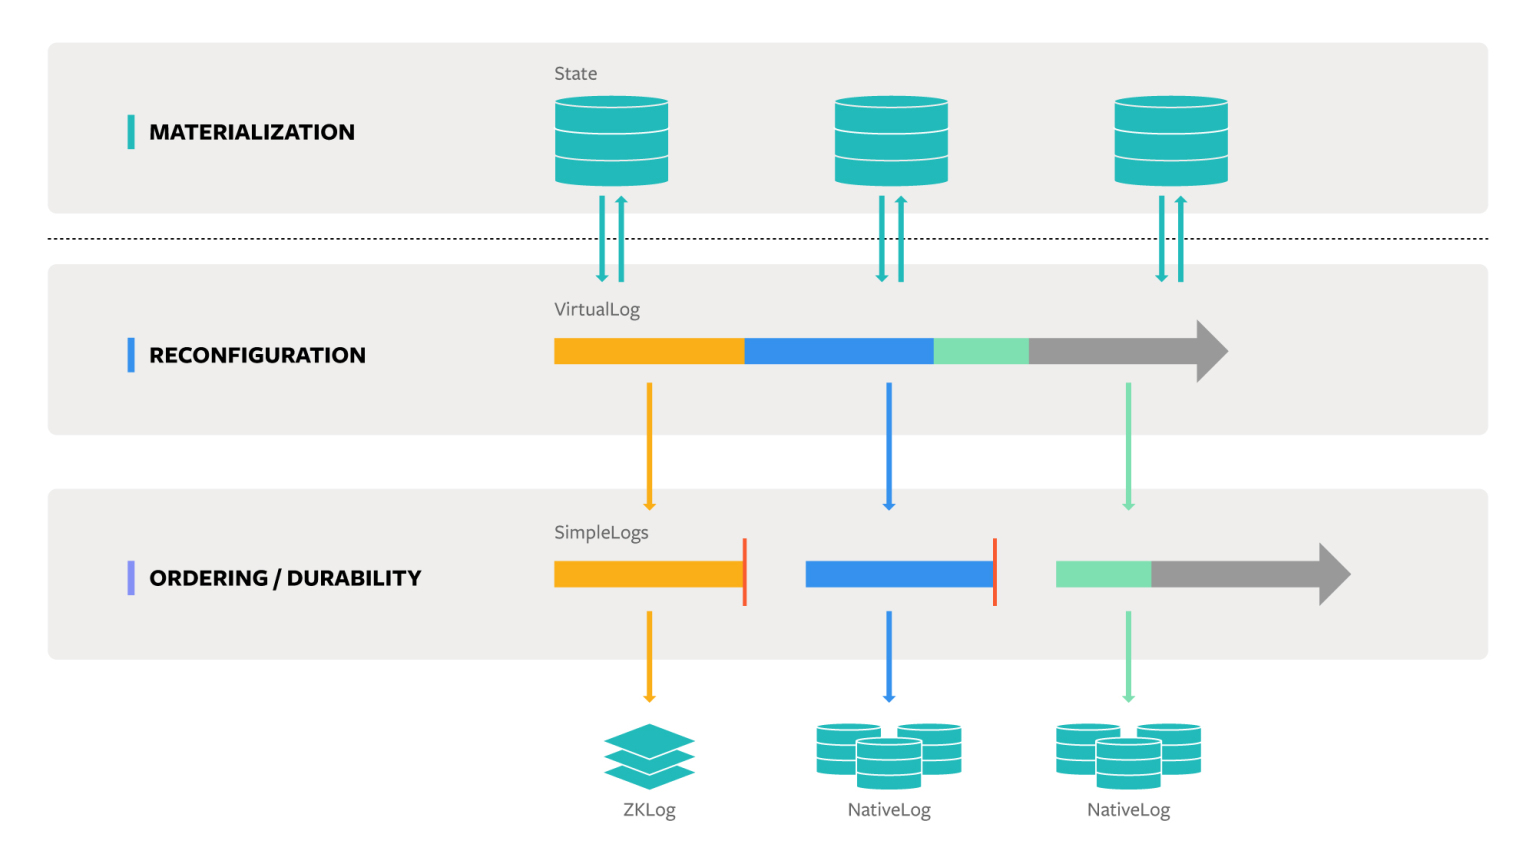 State
MATERIALIZATION
VirtualLog
RECONFIGURATION
SimpleLogs
ORDERING / DURABILITY
ZKLog
NativeLog
NativeLog